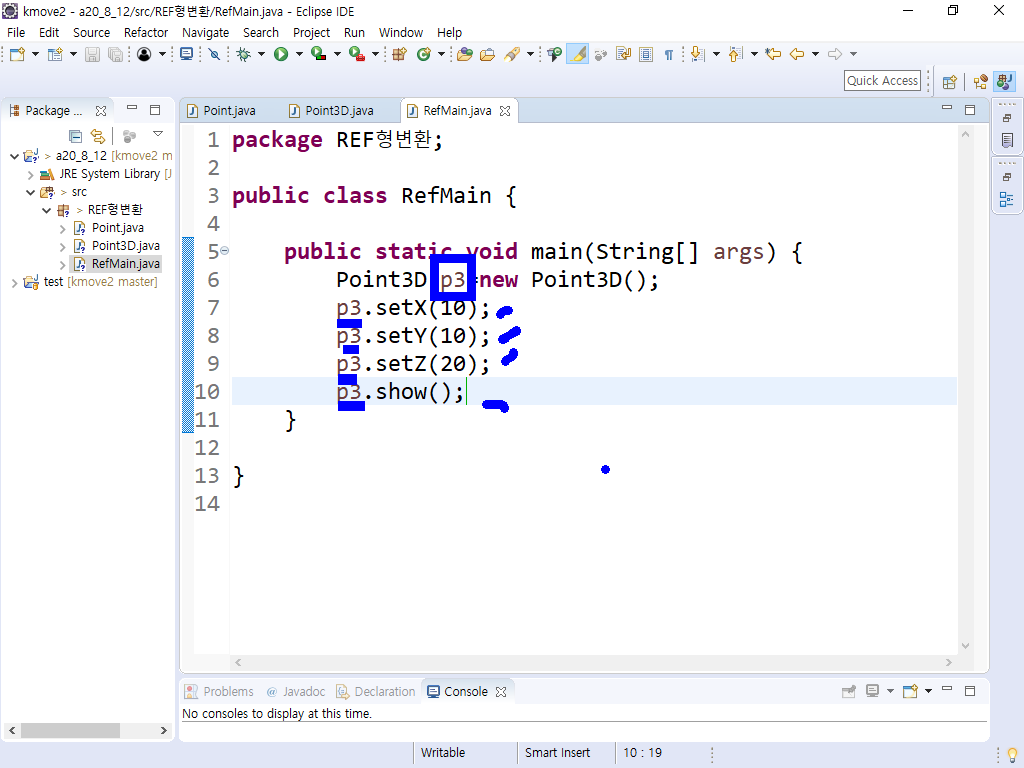 kmove2 - a20_8_12/src/REF형변환/RefMain.java - Eclipse IDE
File Edit Source Refactor Navigate Search Project Run Window Help
Quick Access
Package ...
Point.java Point3D.java RefMain.java
> a20_8_12 [kmove2 m
JRE System Library [J
> src
> REF형변환
Point.java
Point3D.java
RefMain.java
test [kmove2 master]
1 package REF형변환;
2
3 public class RefMain {
4
5 public static void main(String[] args) {
6 Point3D p3=new Point3D();
7 p3.setX(10);
8 p3.setY(10);
9 p3.setZ(20);
10 p3.show();
11 }
12
13 }
14
Problems @ Javadoc Declaration Console
No consoles to display at this time.
Writable Smart Insert 10 : 19